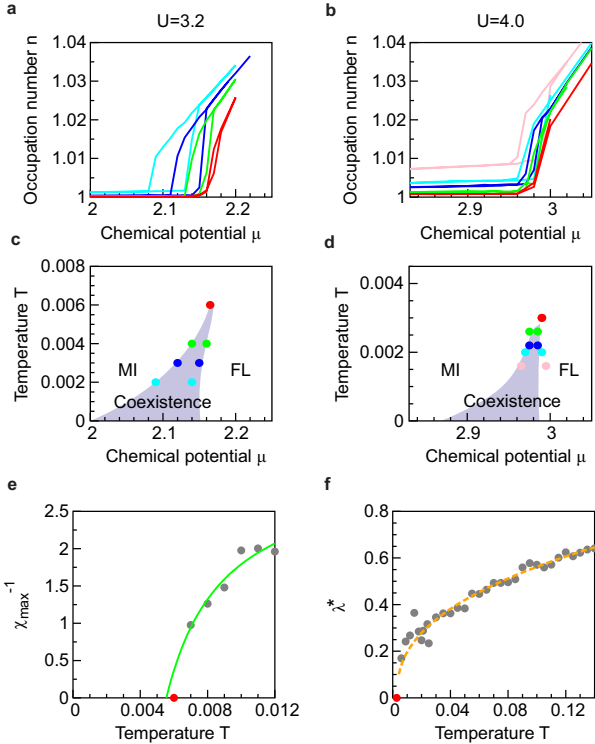 a U=3.2 b U=4.0
Occupation number n
1.04
1.03
1.02
1.01
1
2 2.1 2.2
Chemical potential μ
Occupation number n
1.04
1.03
1.02
1.01
1
2.9 3
Chemical potential μ
c
Temperature T
0.008
0.006
0.004
0.002
0
MI FL
Coexistence
2 2.1 2.2
Chemical potential μ
d
Temperature T
0.004
0.002
0
MI FL
Coexistence
2.9 3
Chemical potential μ
e
χmax-1
2.5
2
1.5
1
0.5
0
0 0.004 0.008 0.012
Temperature T
f
λ*
0.8
0.6
0.4
0.2
0
0 0.04 0.08 0.12
Temperature T